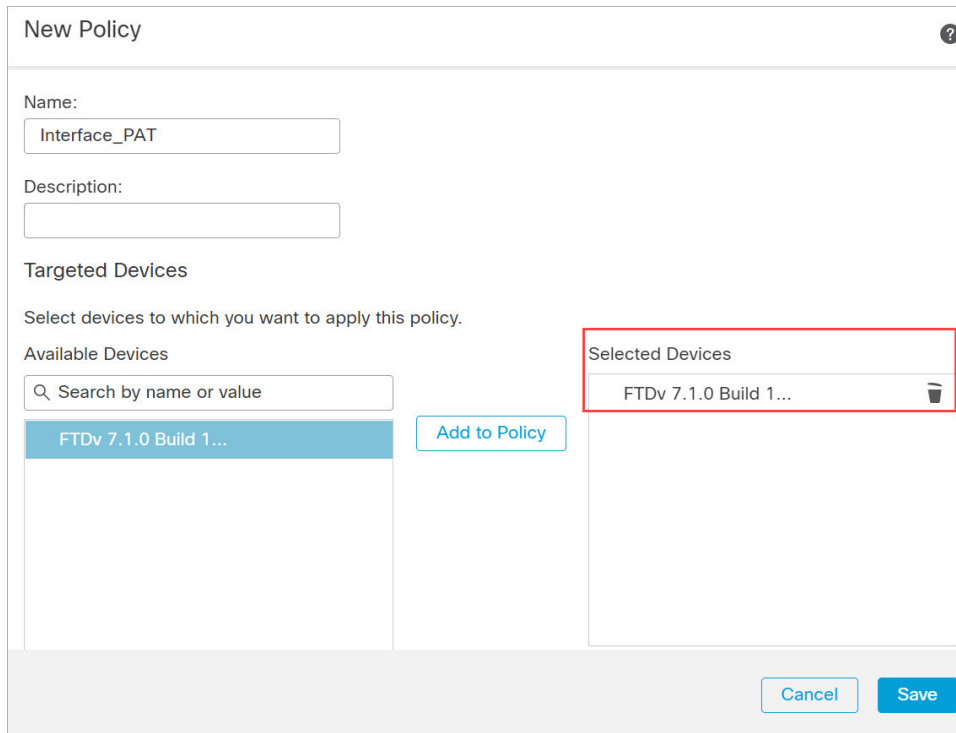 New Policy
?
Name:
Interface_PAT
Description:
Targeted Devices
Select devices to which you want to apply this policy.
Available Devices
Selected Devices
Search by name or value
FTDv 7.1.0 Build 1...
FTDv 7.1.0 Build 1...
Add to Policy
Cancel
Save